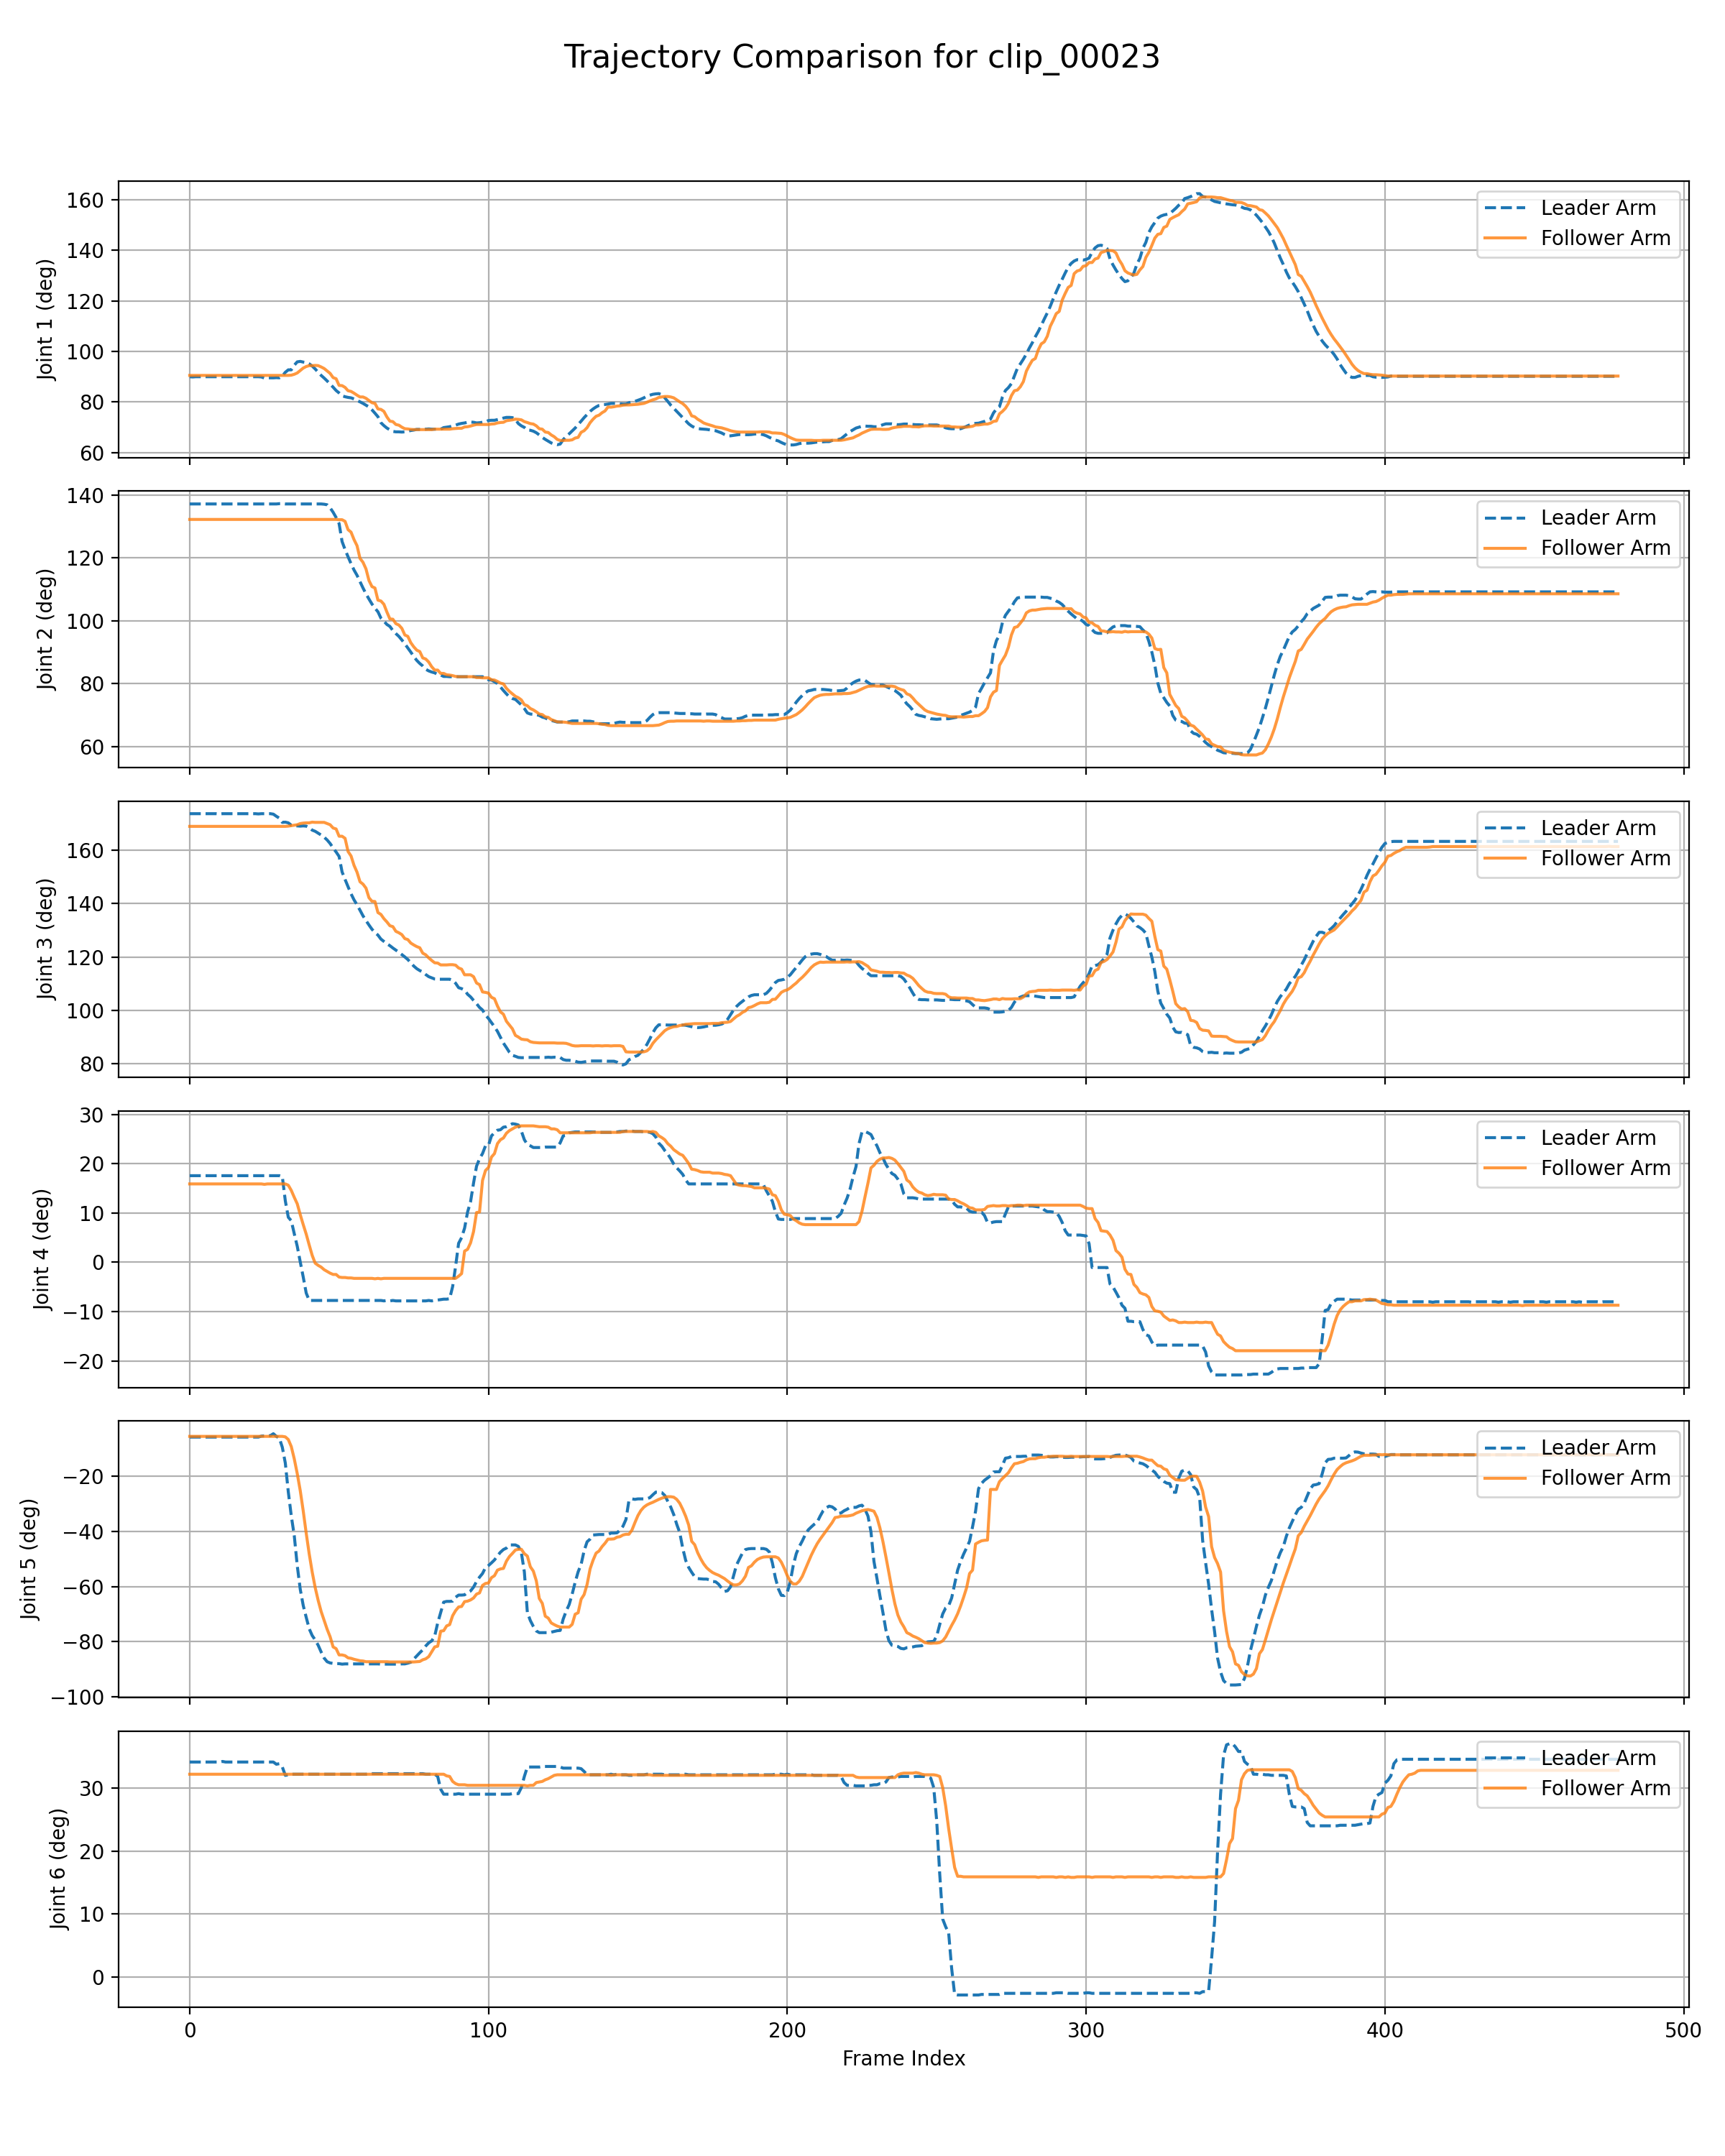 Trajectory Comparison for clip_00023
160
140
120
100
80
60
Joint 1 (deg)
Leader Arm
Follower Arm
140
120
100
80
60
Joint 2 (deg)
Leader Arm
Follower Arm
160
140
120
100
80
Joint 3 (deg)
Leader Arm
Follower Arm
30
20
10
0
−10
−20
Joint 4 (deg)
Leader Arm
Follower Arm
−20
−40
−60
−80
−100
Joint 5 (deg)
Leader Arm
Follower Arm
30
20
10
0
Joint 6 (deg)
Leader Arm
Follower Arm
0 100 200 300 400 500
Frame Index